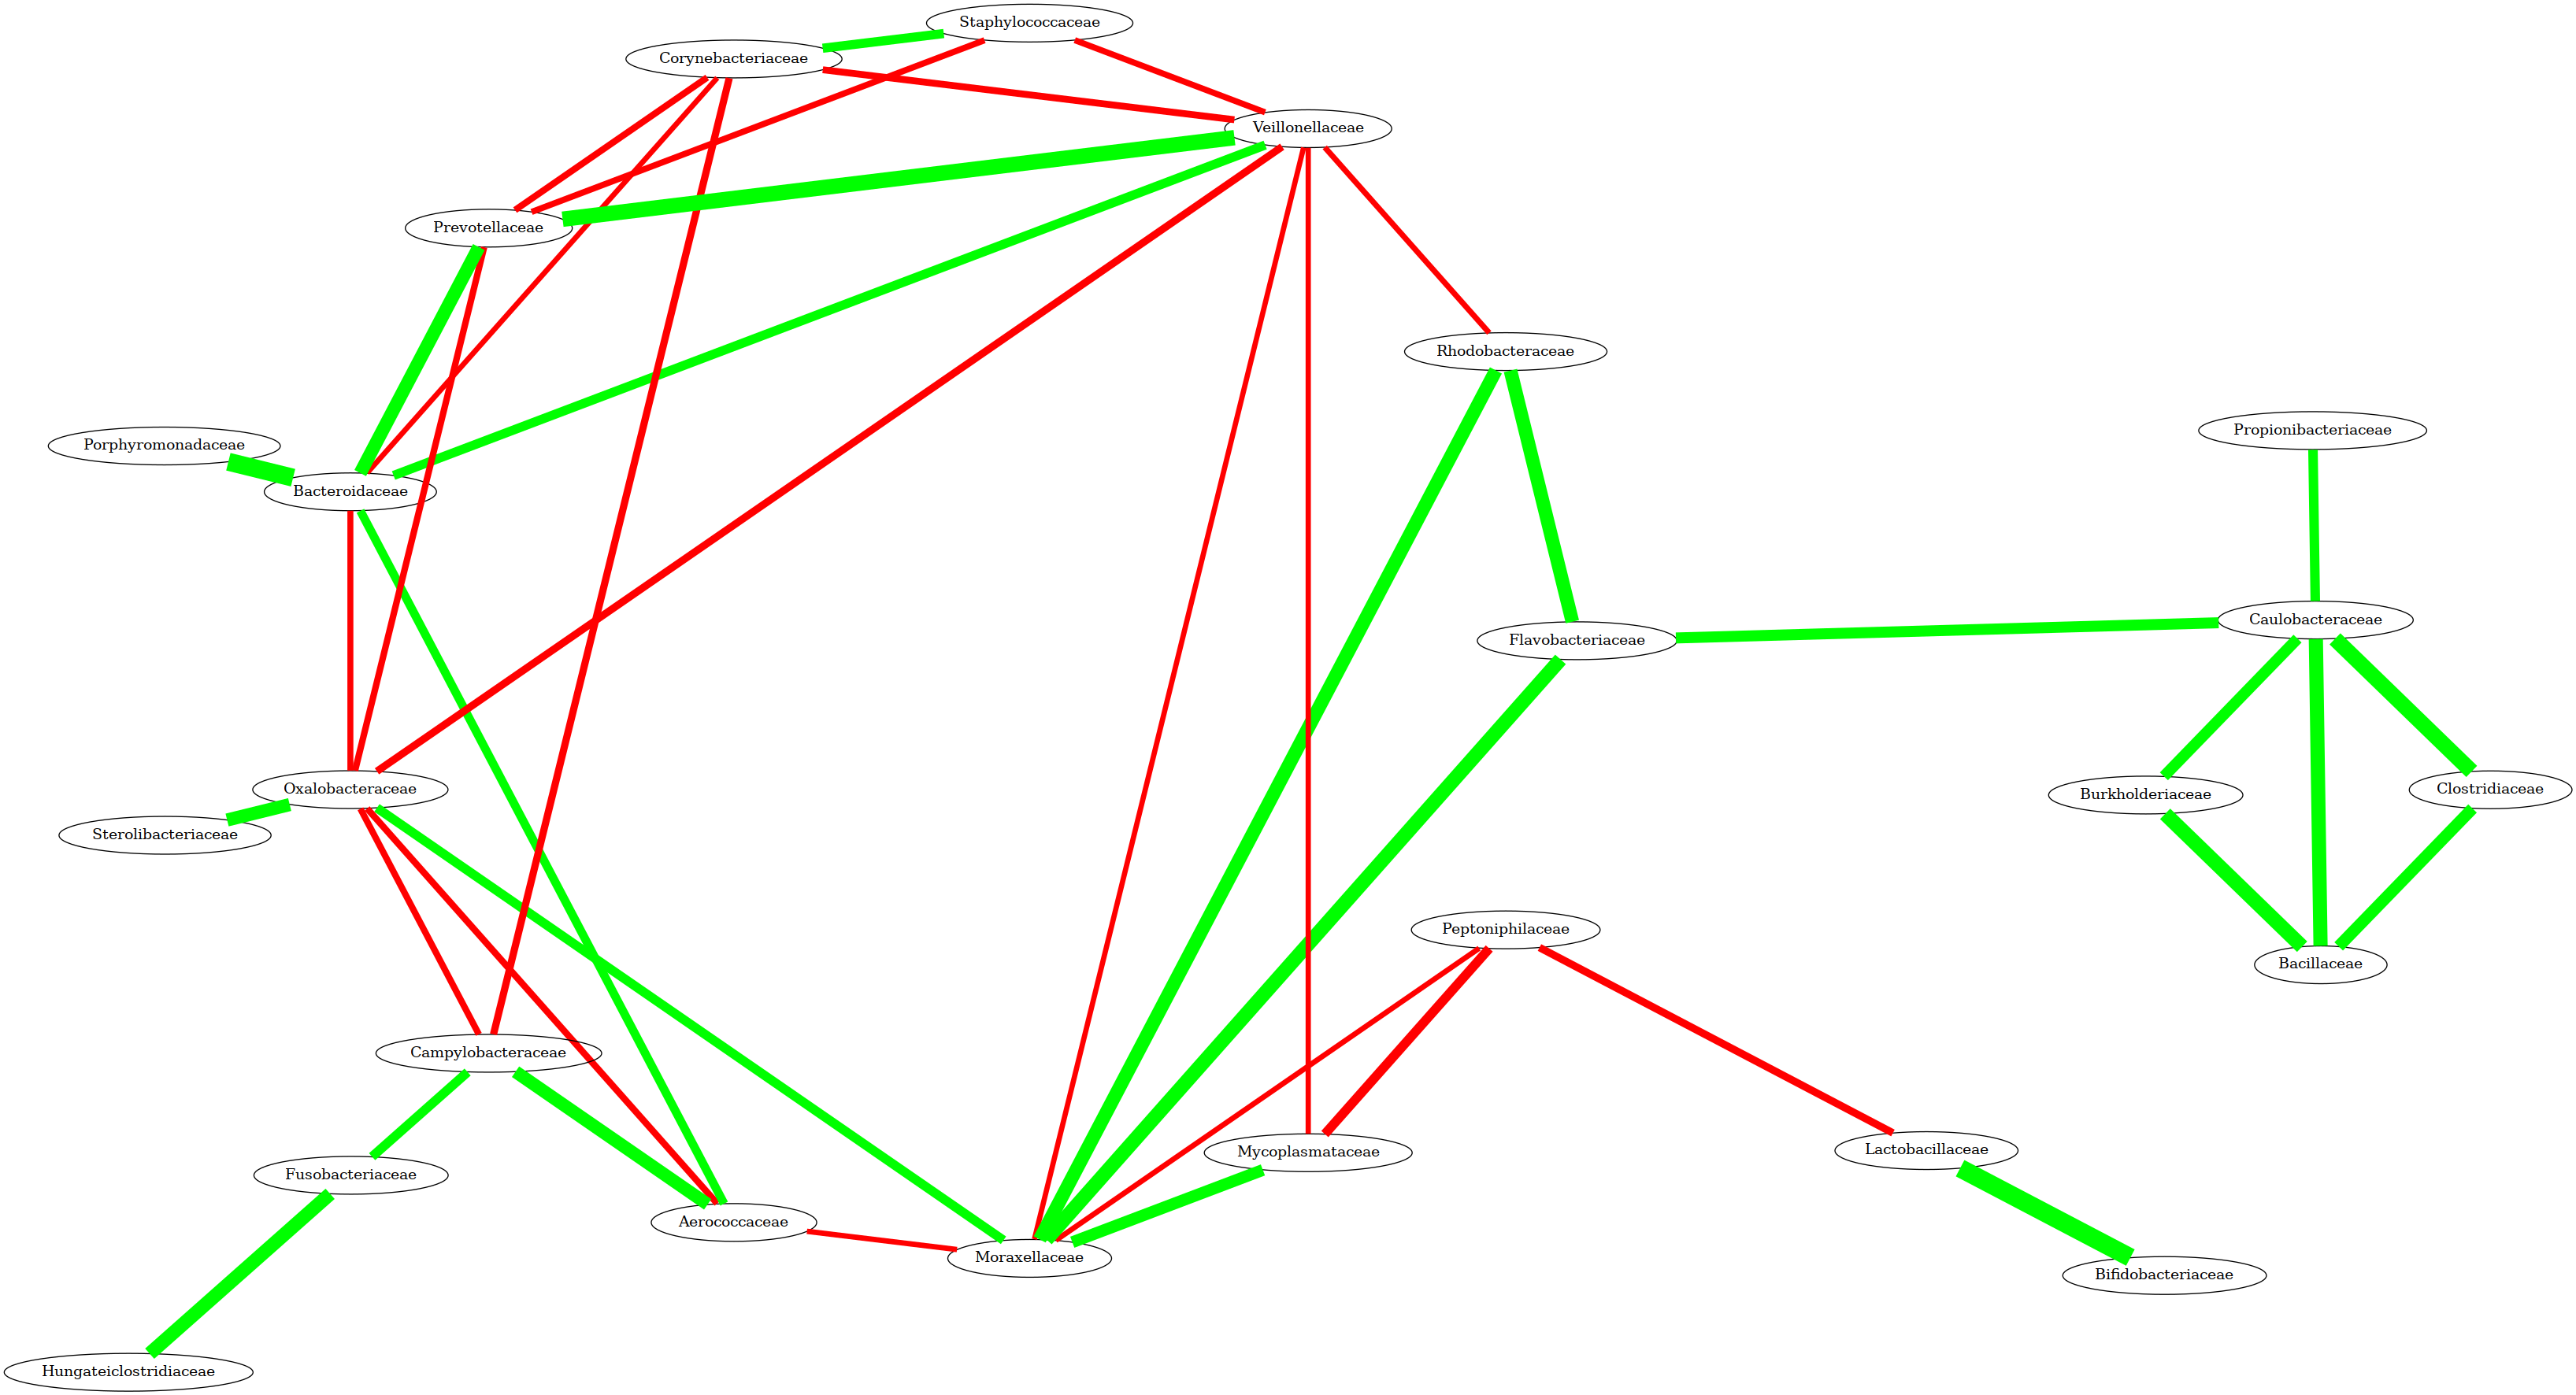 Staphylococcaceae
Corynebacteriaceae
Veillonellaceae
Prevotellaceae
Rhodobacteraceae
Propionibacteriaceae
Porphyromonadaceae
Bacteroidaceae
Caulobacteraceae
Flavobacteriaceae
Oxalobacteraceae
Clostridiaceae
Burkholderiaceae
Sterolibacteriaceae
Peptoniphilaceae
Bacillaceae
Campylobacteraceae
Mycoplasmataceae
Lactobacillaceae
Fusobacteriaceae
Aerococcaceae
Moraxellaceae
Bifidobacteriaceae
Hungateiclostridiaceae